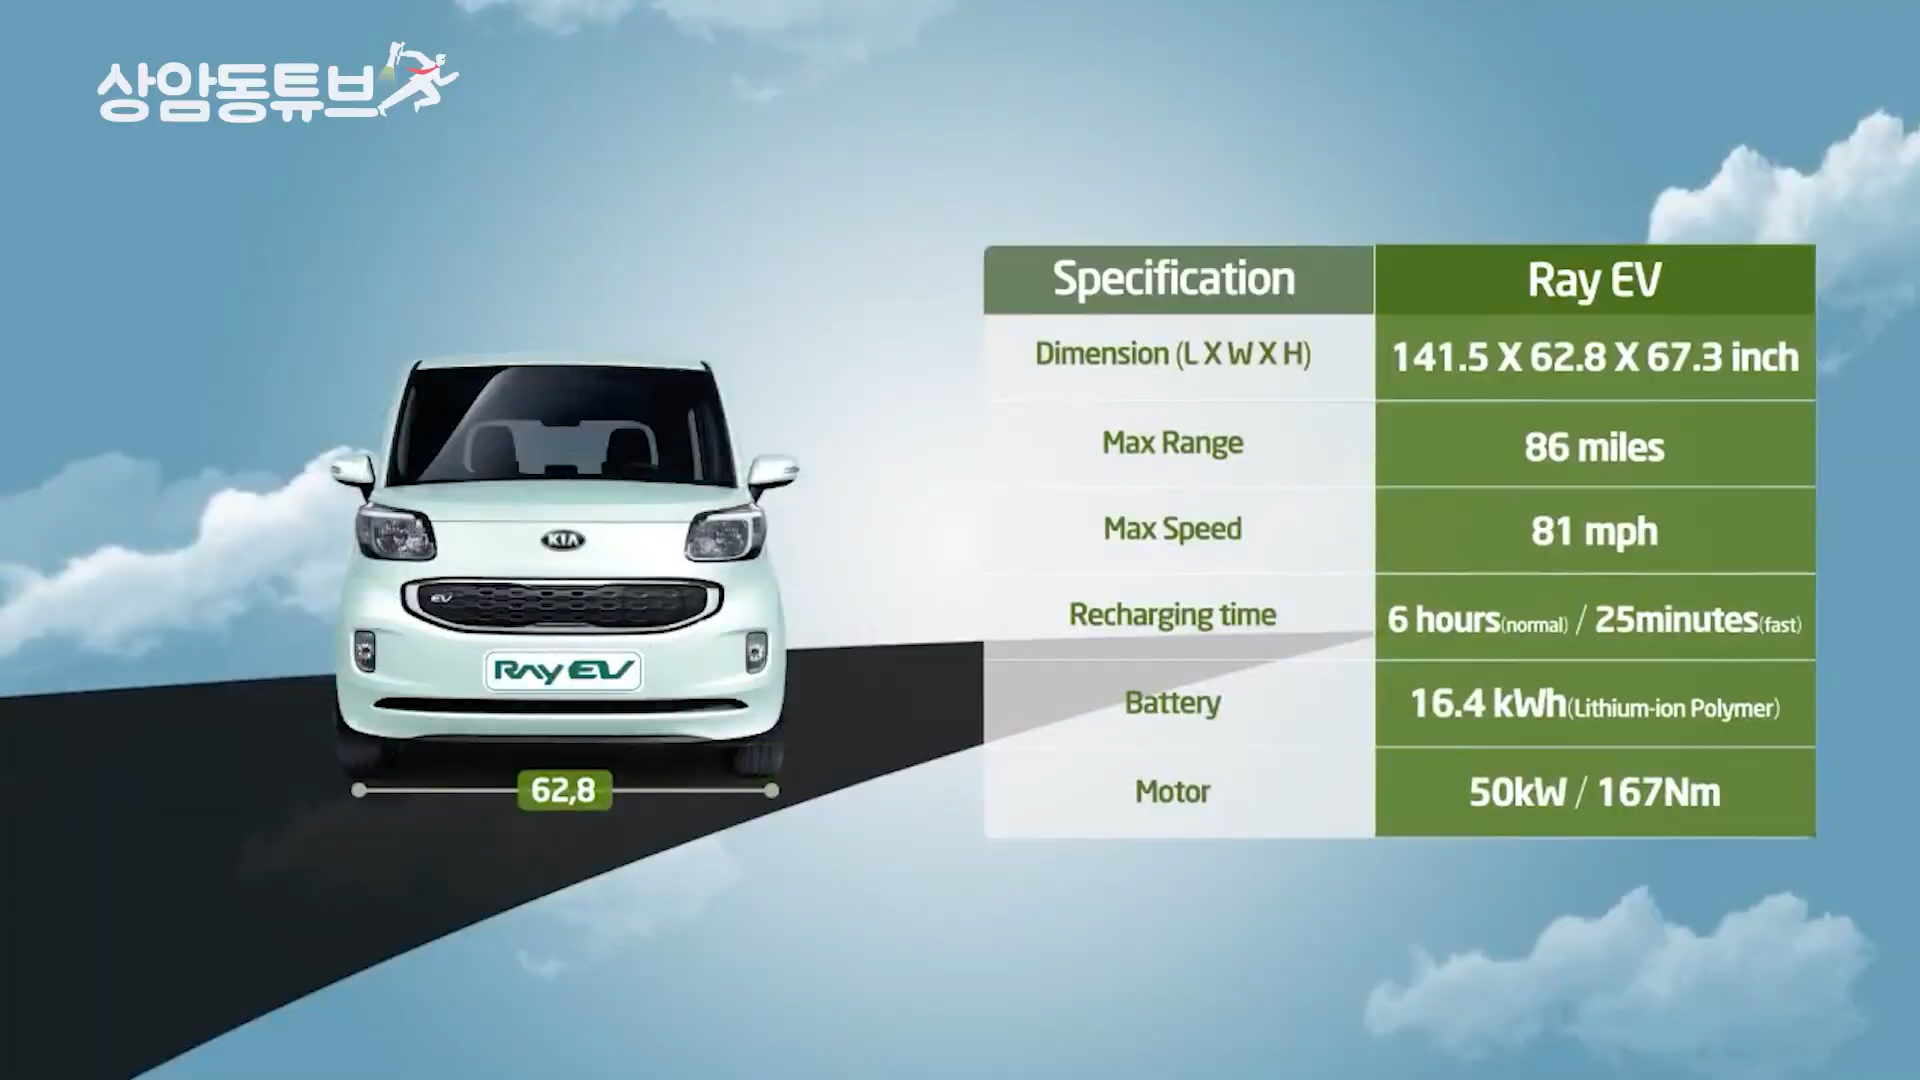 상암동튜브
Specification Ray EV
Dimension (L X W X H) 141.5 X 62.8 X 67.3 inch
Max Range 86 miles
Max Speed 81 mph
Recharging time 6 hours(normal) / 25minutes(fast)
Battery 16.4 kWh(Lithium-ion Polymer)
Motor 50kW / 167Nm
KIA
EV
Ray EV
62,8